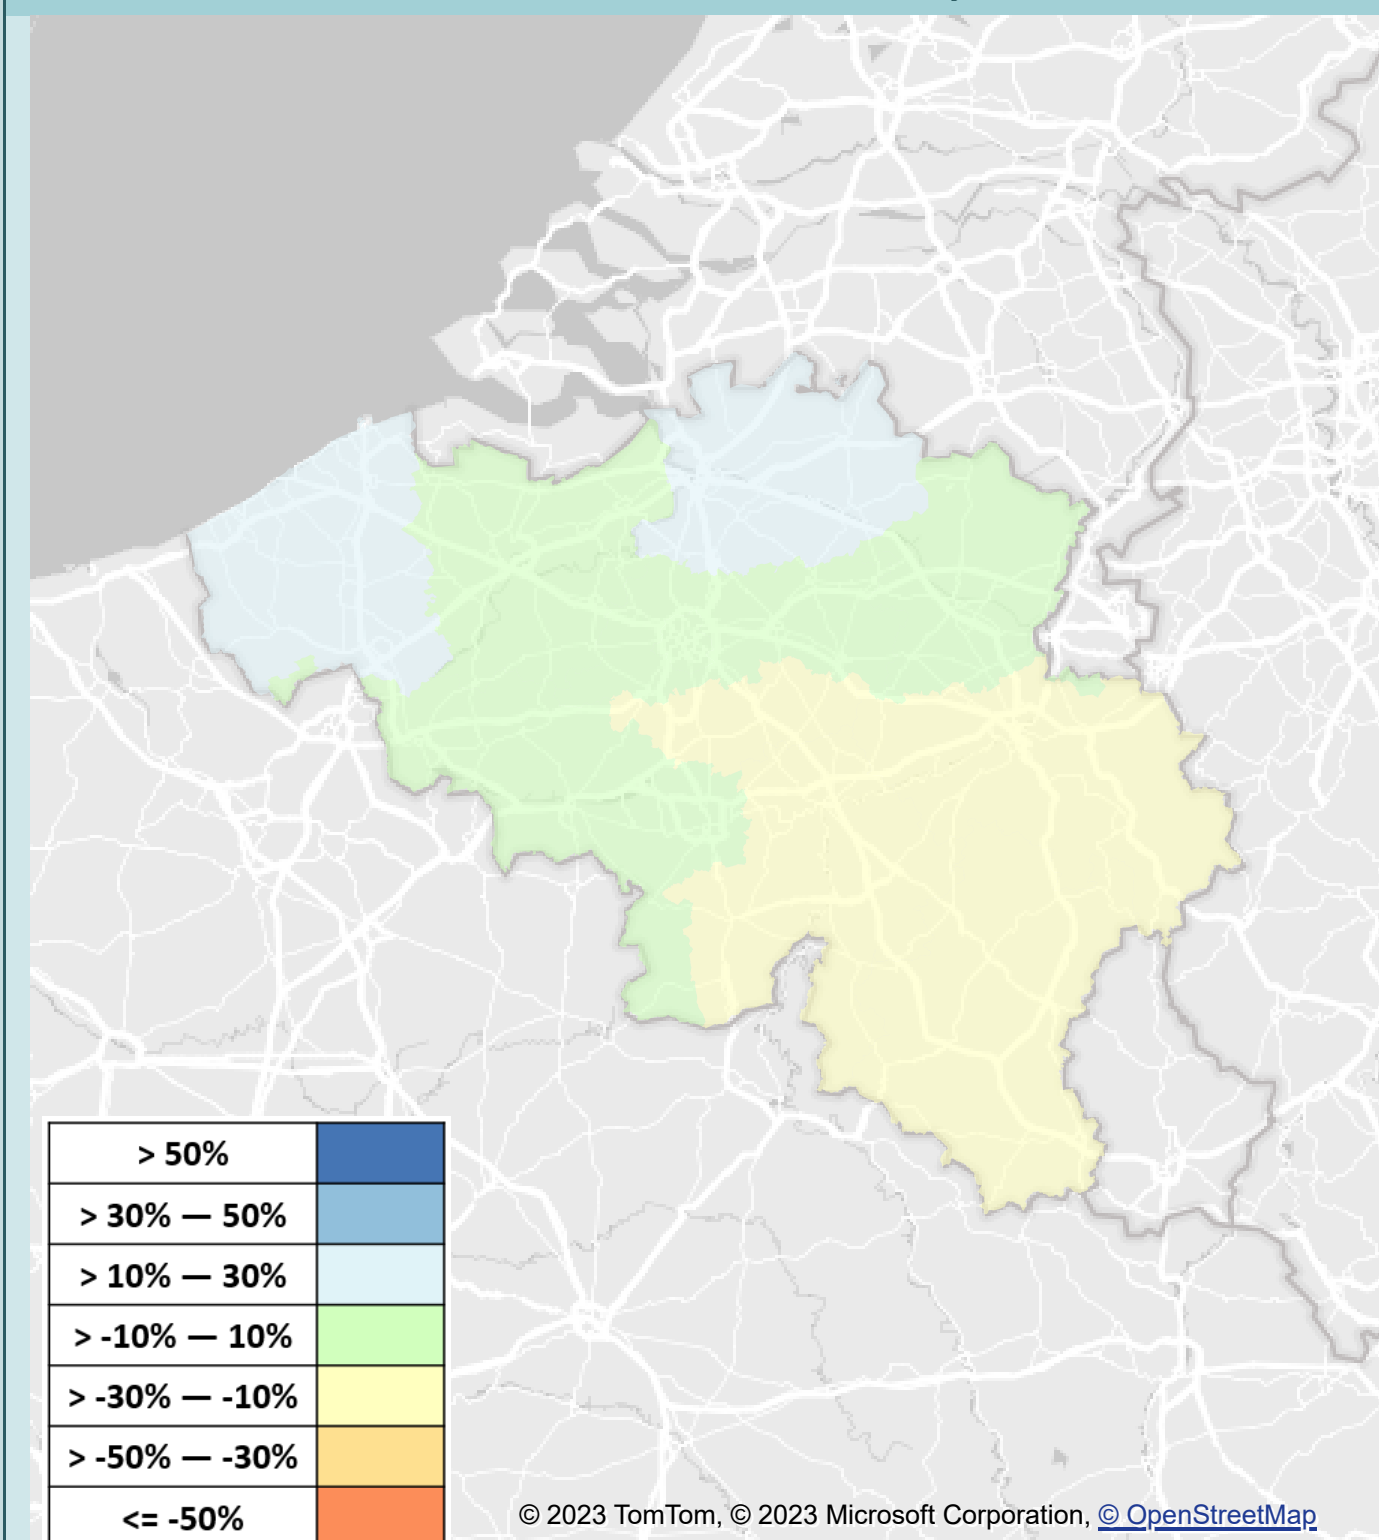 > 50%
> 30% — 50%
> 10% — 30%
> -10% — 10%
> -30% — -10%
> -50% — -30%
<= -50%
© 2023 TomTom, © 2023 Microsoft Corporation, © OpenStreetMap